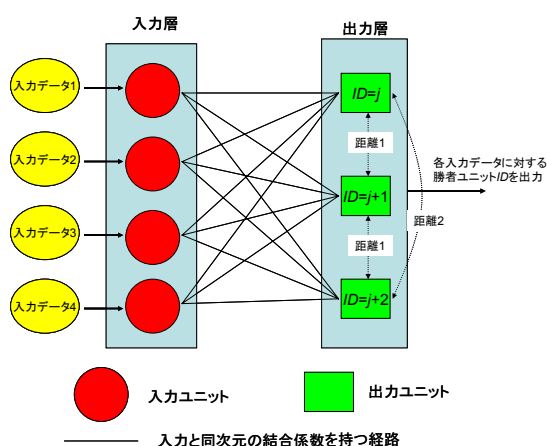 入力層
出力層
入力データ1
入力データ2
入力データ3
入力データ4
ID=j
距離1
ID=j+1
距離1
ID=j+2
距離2
各入力データに対する
勝者ユニットIDを出力
入力ユニット
出力ユニット
入力と同次元の結合係数を持つ経路